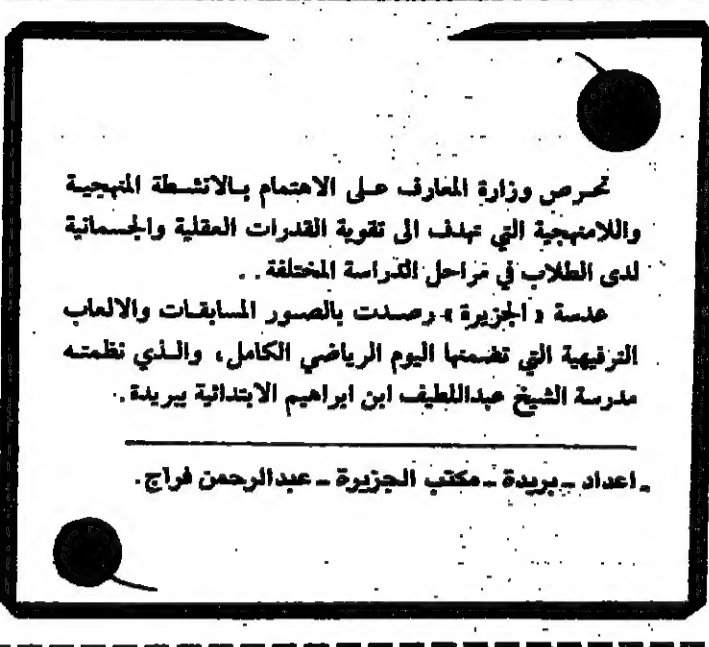 تحرص وزارة المعارف على الاهتمام بالانشطة المنهجية
واللامنهجية التي تهدف الى تقوية القدرات العقلية والجسمانية
لدى الطلاب في مراحل الدراسة المختلفة . .
عدسة «الجزيرة» رصدت بالصور المسابقات والالعاب
الترفيهية التي تضمنها اليوم الرياضي الكامل، والذي نظمته
مدرسة الشيخ عبداللطيف ابن ابراهيم الابتدائية ببريدة .
ـ اعداد ـ بريدة ـ مكتب الجزيرة ـ عبدالرحمن فراج .